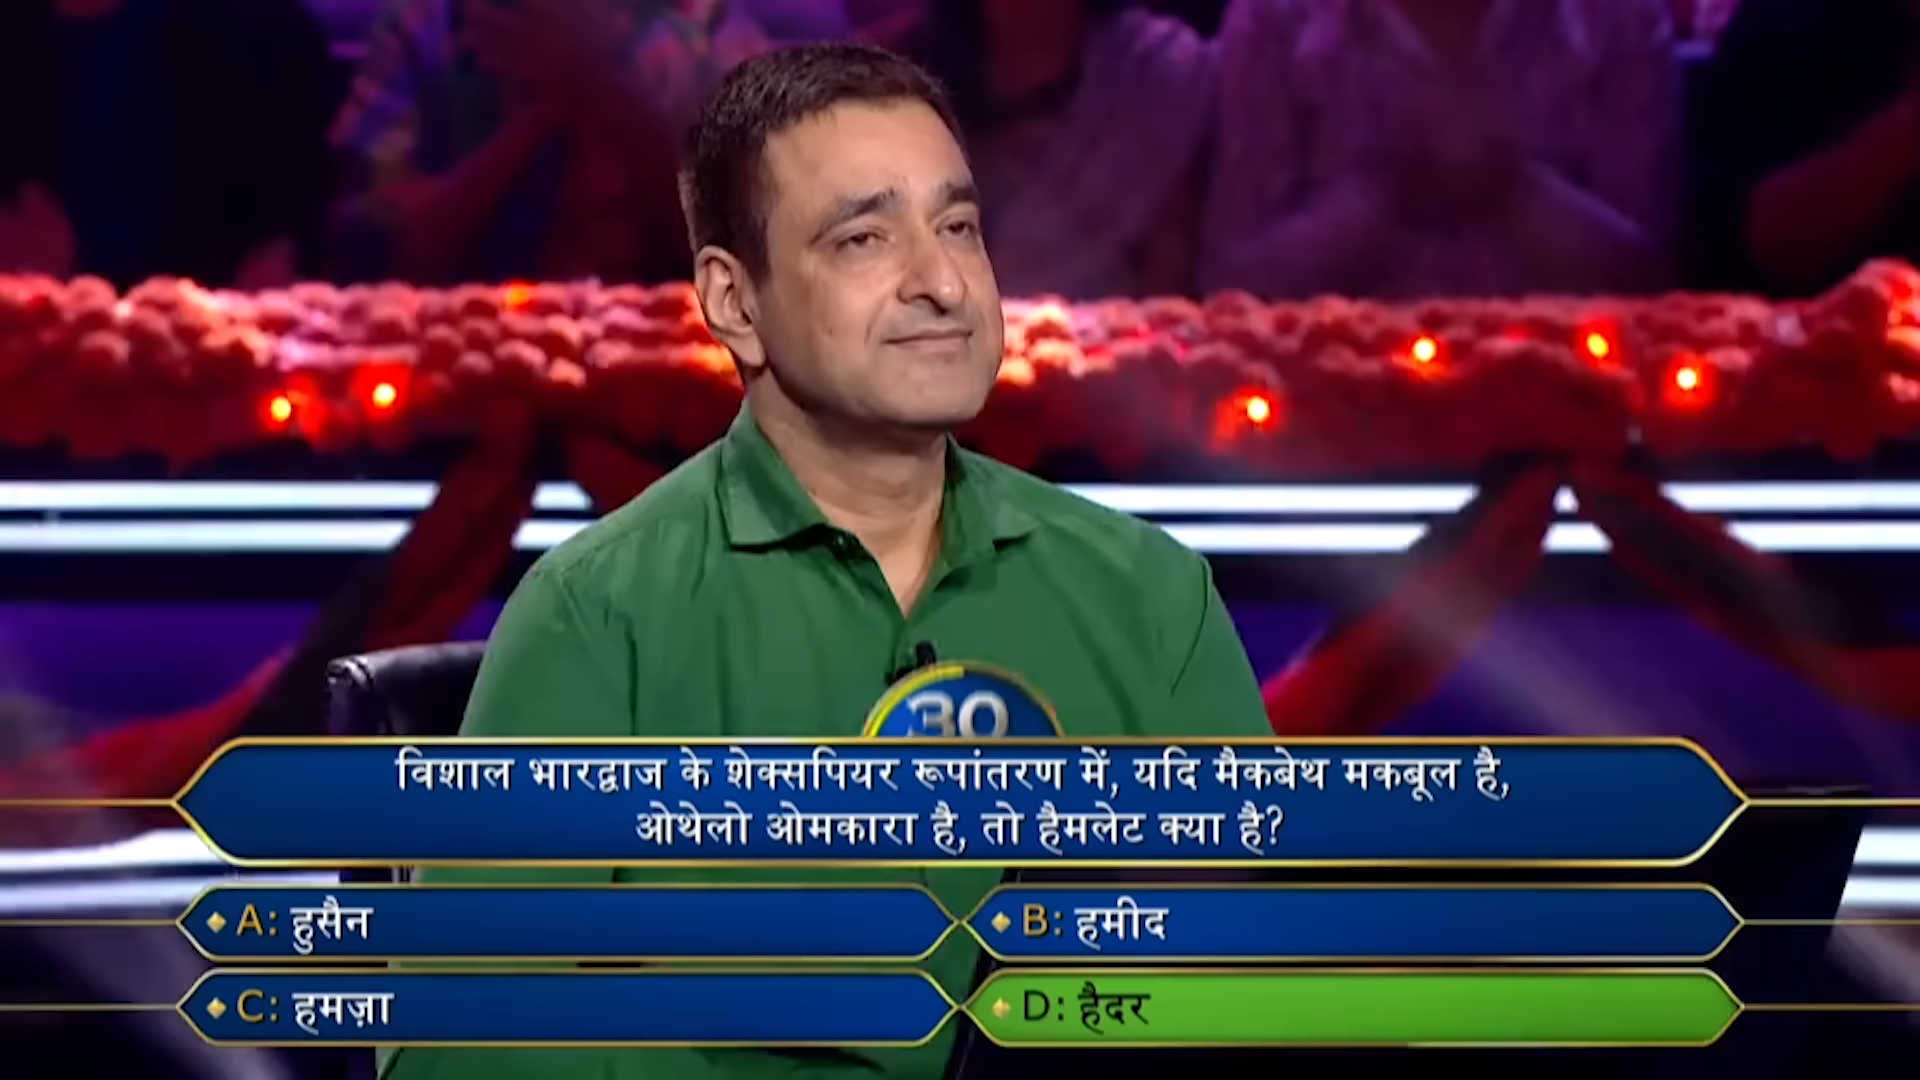 30
विशाल भारद्वाज के शेक्सपियर रूपांतरण में, यदि मैकबेथ मकबूल है,
ओथेलो ओमकारा है, तो हैमलेट क्या है?
A: हुसैन
B: हमीद
C: हमज़ा
D: हैदर